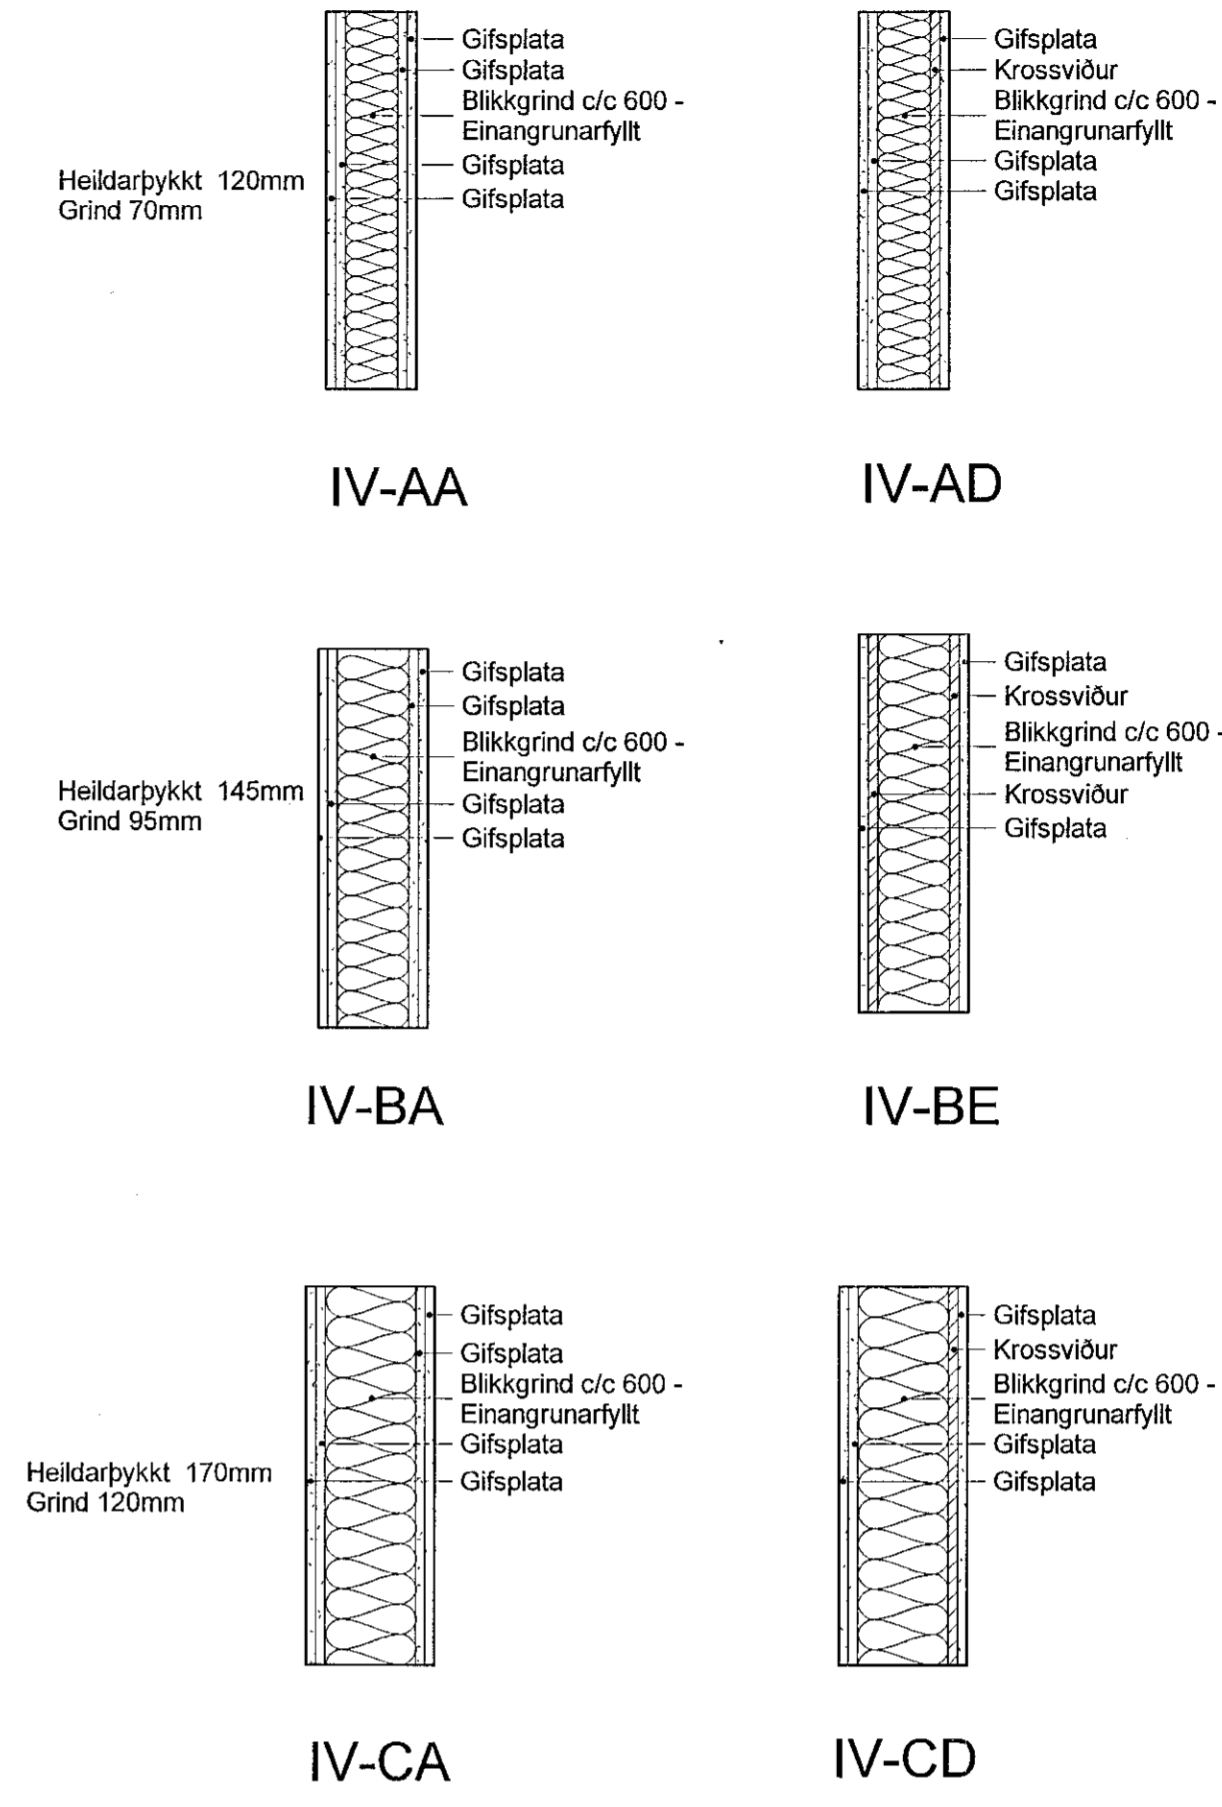 Heildarþykkt 120mm
Grind 70mm
Gifsplata
Gifsplata
Blikkgrind c/c 600 -
Einangrunarfyllt
Gifsplata
Gifsplata
IV-AA
Gifsplata
Krossviður
Blikkgrind c/c 600 -
Einangrunarfyllt
Gifsplata
Gifsplata
IV-AD
Heildarþykkt 145mm
Grind 95mm
Gifsplata
Gifsplata
Blikkgrind c/c 600 -
Einangrunarfyllt
Gifsplata
Gifsplata
IV-BA
Gifsplata
Krossviður
Blikkgrind c/c 600 -
Einangrunarfyllt
Krossviður
Gifsplata
IV-BE
Heildarþykkt 170mm
Grind 120mm
Gifsplata
Gifsplata
Blikkgrind c/c 600 -
Einangrunarfyllt
Gifsplata
Gifsplata
IV-CA
Gifsplata
Krossviður
Blikkgrind c/c 600 -
Einangrunarfyllt
Gifsplata
Gifsplata
IV-CD